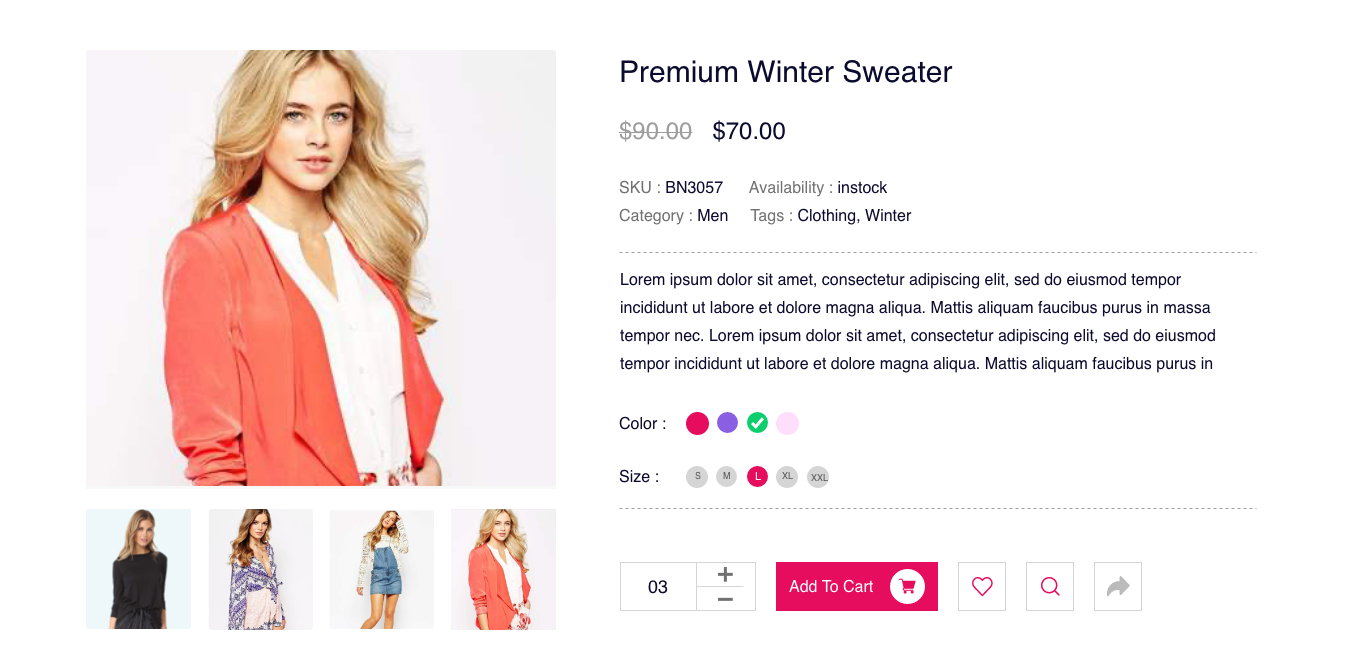 Premium Winter Sweater
$90.00 $70.00
SKU : BN3057 Availability : instock
Category : Men Tags : Clothing, Winter
Lorem ipsum dolor sit amet, consectetur adipiscing elit, sed do eiusmod tempor
incididunt ut labore et dolore magna aliqua. Mattis aliquam faucibus purus in massa
tempor nec. Lorem ipsum dolor sit amet, consectetur adipiscing elit, sed do eiusmod
tempor incididunt ut labore et dolore magna aliqua. Mattis aliquam faucibus purus in
Color :
Size : S M L XL XXL
03 + − Add To Cart